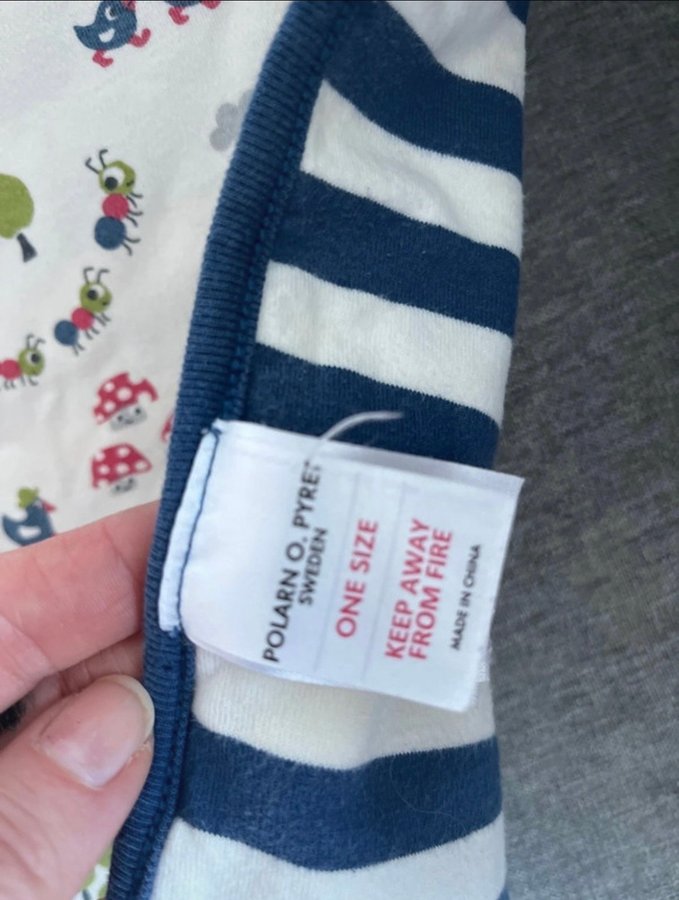 POLARN O. PYRET
SWEDEN
ONE SIZE
KEEP AWAY
FROM FIRE
MADE IN CHINA